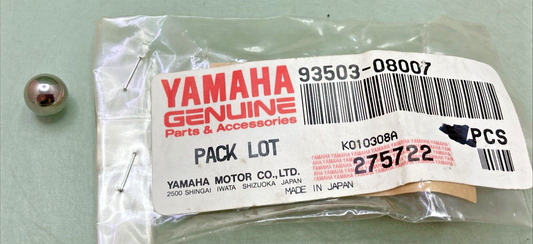 YAMAHA
GENUINE
Parts & Accessories
PACK LOT
YAMAHA MOTOR CO., LTD.
2500 SHINGAI IWATA SHIZUOKA JAPAN
93503-08007
K010308A
PCS
275722
MADE IN JAPAN